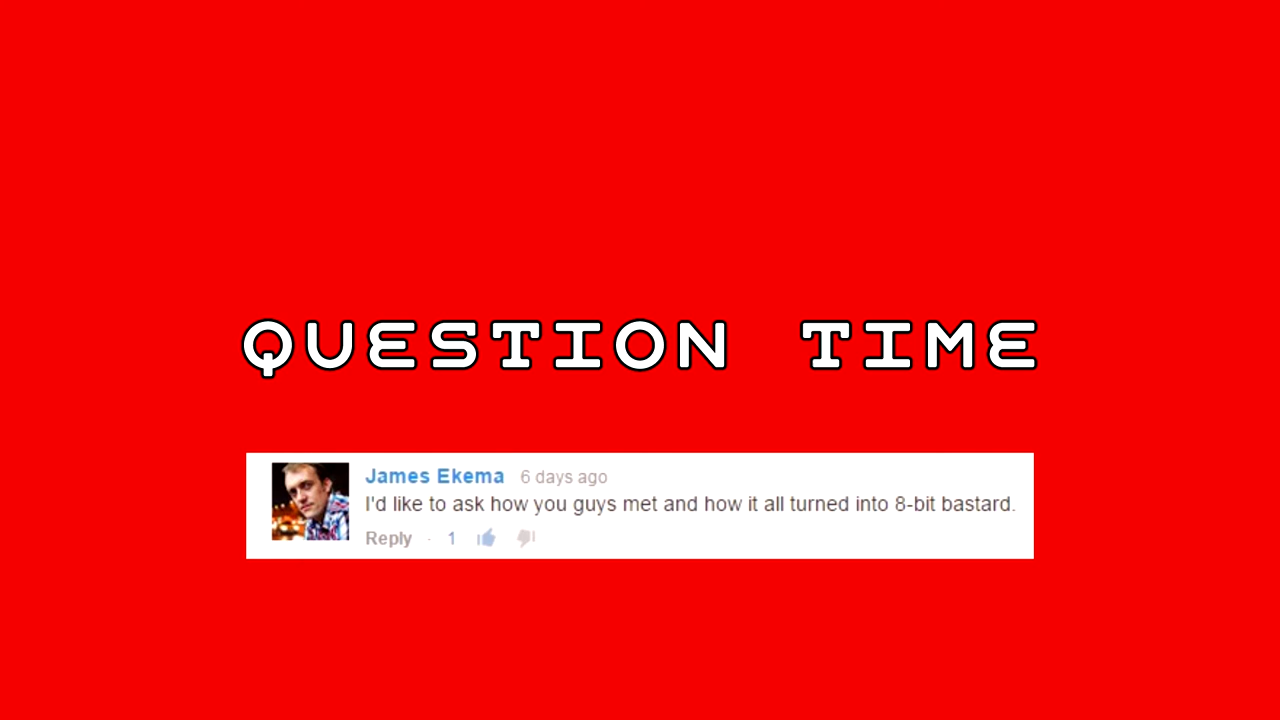 QUESTION TIME
James Ekema 6 days ago
I'd like to ask how you guys met and how it all turned into 8-bit bastard.
Reply · 1